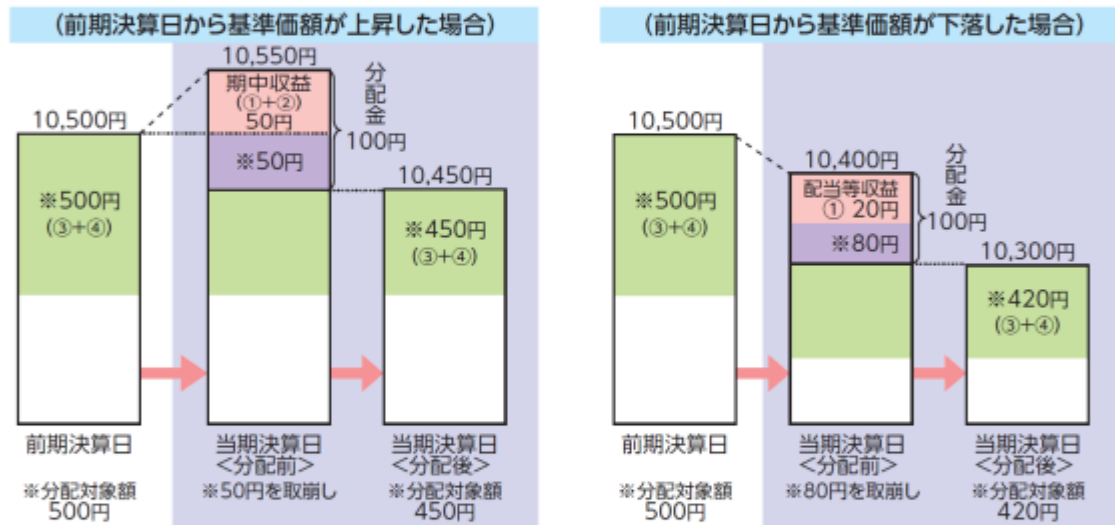 (前期決算日から基準価額が上昇した場合)
10,500円
※500円
(③+④)
前期決算日
※分配対象額
500円
10,550円
期中収益
(①+②)
50円
※50円
分配金
100円
当期決算日
<分配前>
※50円を取崩し
10,450円
※450円
(③+④)
当期決算日
<分配後>
※分配対象額
450円
(前期決算日から基準価額が下落した場合)
10,500円
※500円
(③+④)
前期決算日
※分配対象額
500円
10,400円
配当等収益
① 20円
※80円
分配金
100円
当期決算日
<分配前>
※80円を取崩し
10,300円
※420円
(③+④)
当期決算日
<分配後>
※分配対象額
420円